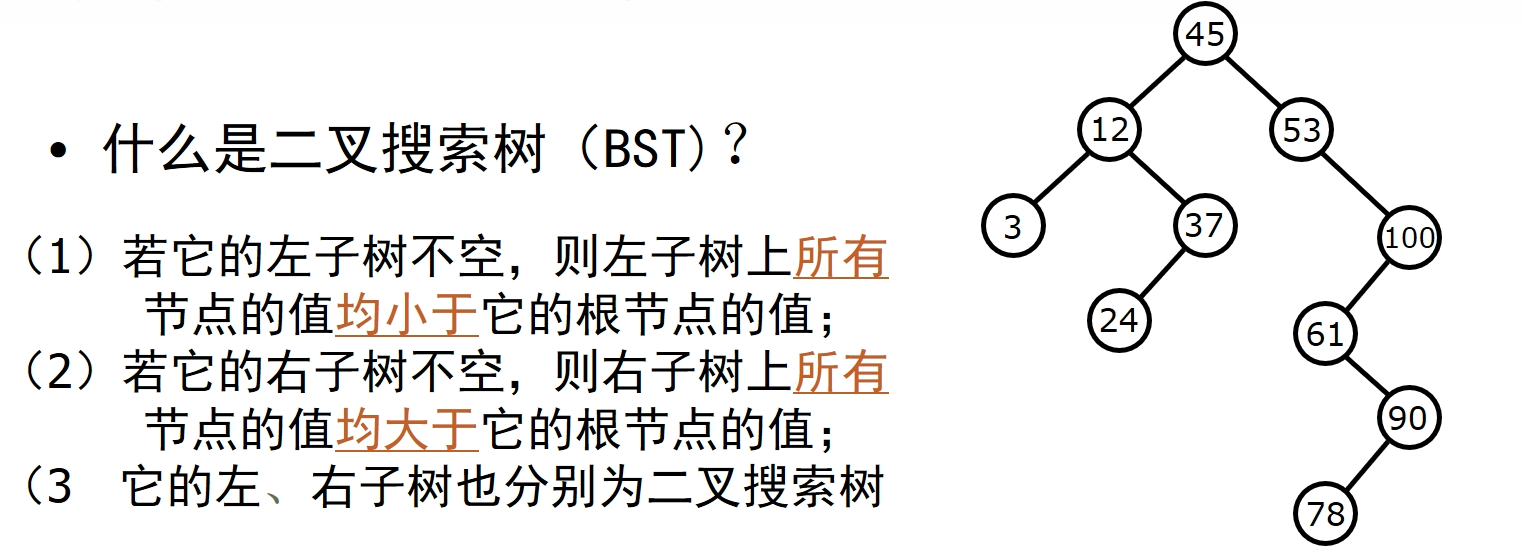 • 什么是二叉搜索树（BST）？
（1）若它的左子树不空，则左子树上所有
节点的值均小于它的根节点的值；
（2）若它的右子树不空，则右子树上所有
节点的值均大于它的根节点的值；
（3 它的左、右子树也分别为二叉搜索树
45
12
53
3
37
100
24
61
90
78